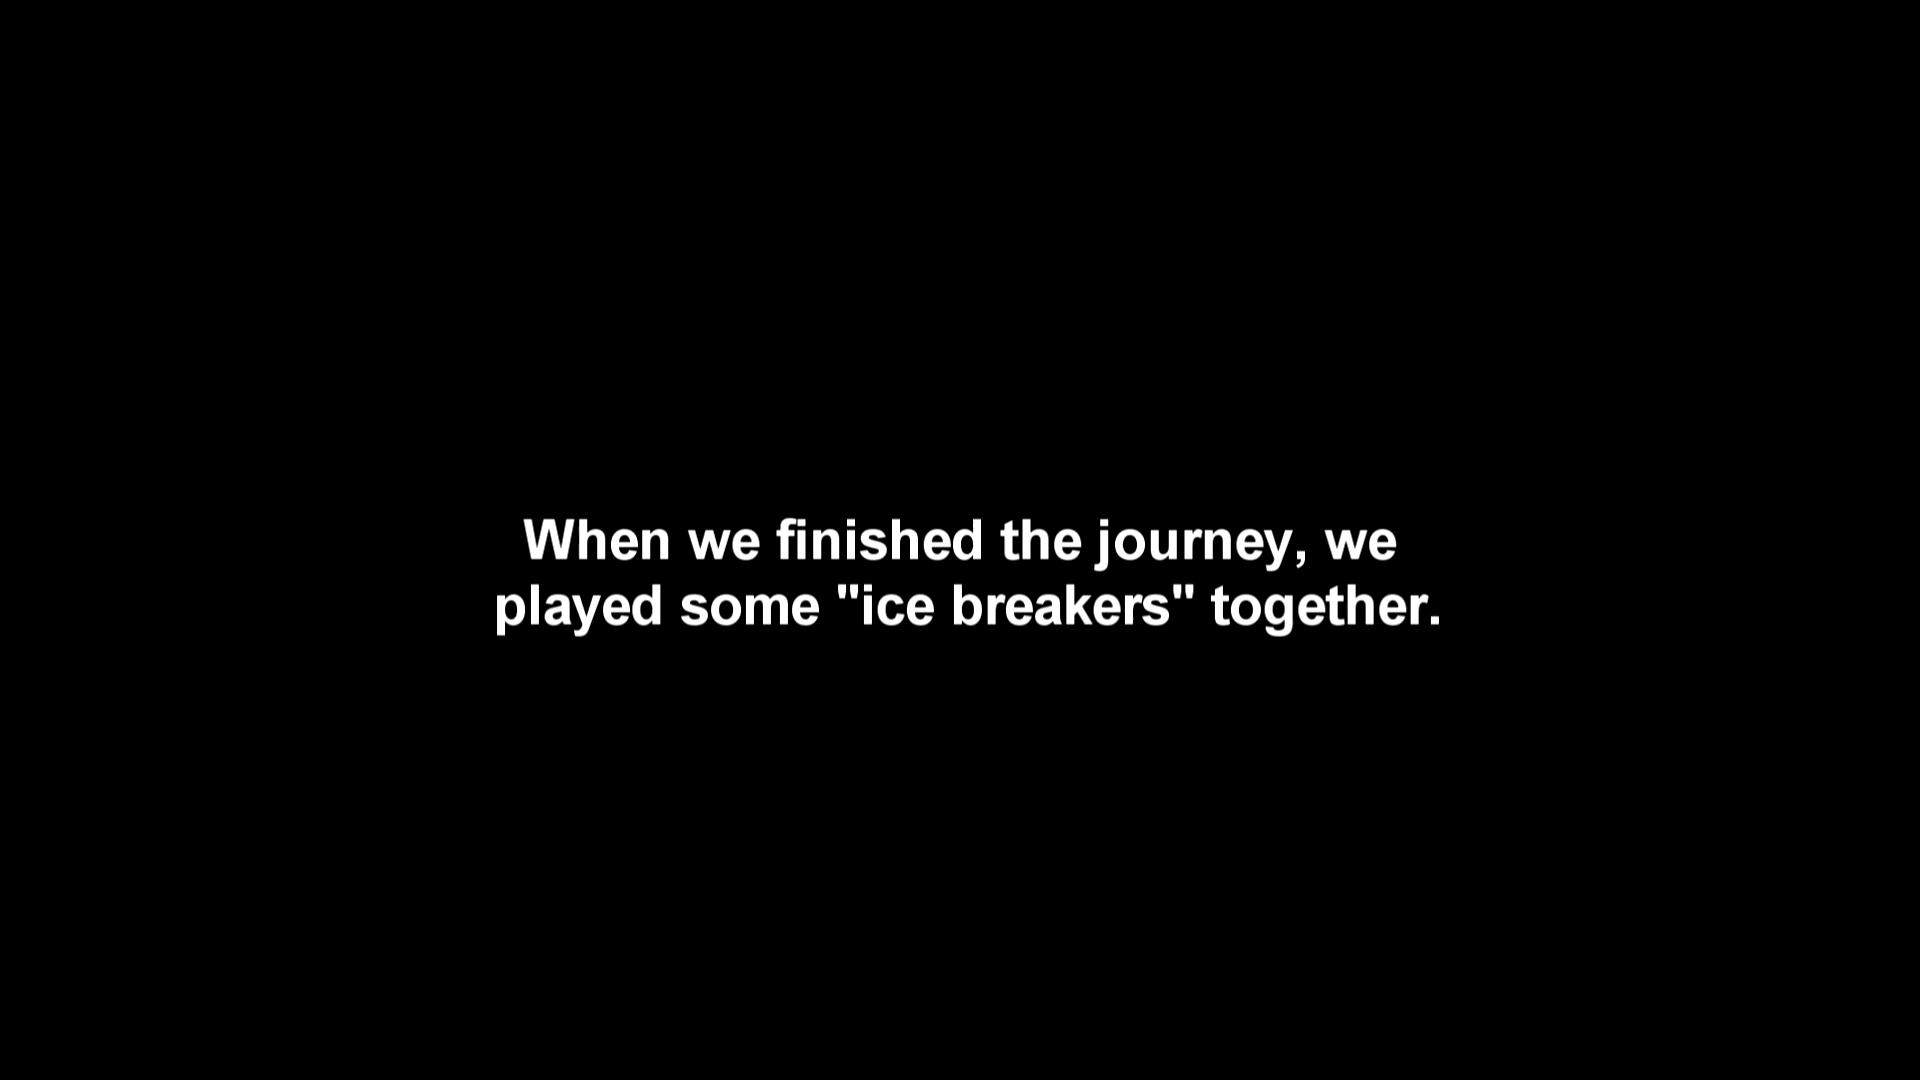 When we finished the journey, we
played some "ice breakers" together.